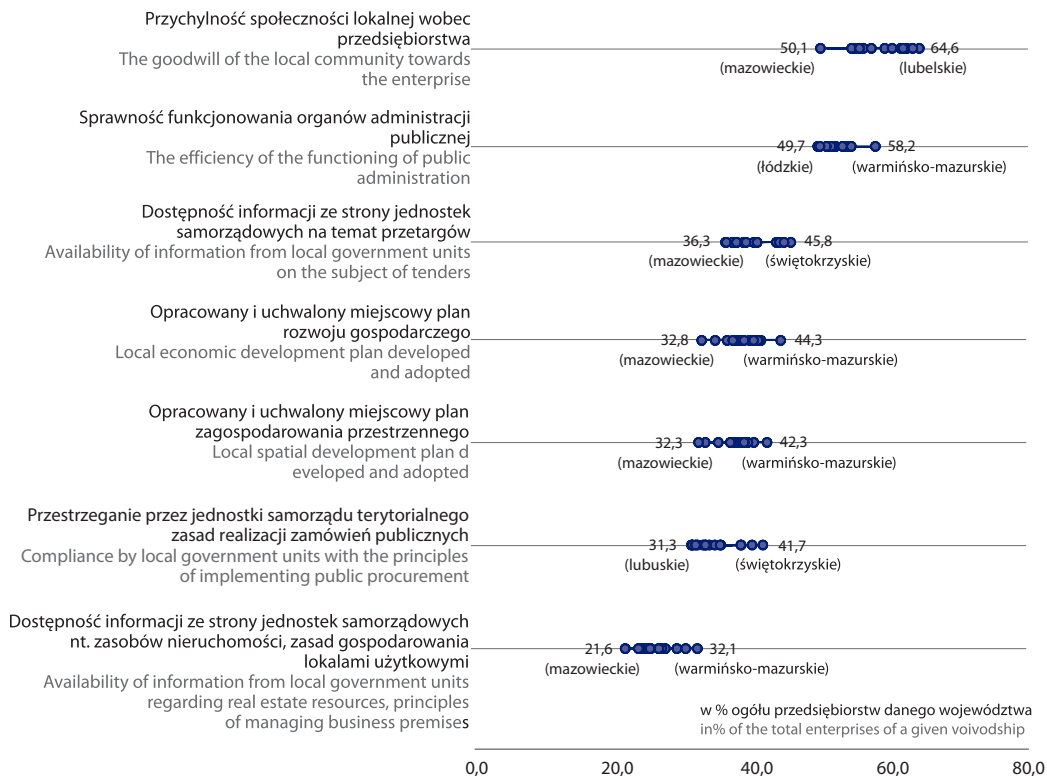 Przychylność społeczności lokalnej wobec
przedsiębiorstwa
The goodwill of the local community towards
the enterprise
50,1
64,6
(mazowieckie)
(lubelskie)
Sprawność funkcjonowania organów administracji
publicznej
The efficiency of the functioning of public
administration
49,7
58,2
(łódzkie)
(warmińsko-mazurskie)
Dostępność informacji ze strony jednostek
samorządowych na temat przetargów
Availability of information from local government units
on the subject of tenders
36,3
45,8
(mazowieckie)
(świętokrzyskie)
Opracowany i uchwalony miejscowy plan
rozwoju gospodarczego
Local economic development plan developed
and adopted
32,8
44,3
(mazowieckie)
(warmińsko-mazurskie)
Opracowany i uchwalony miejscowy plan
zagospodarowania przestrzennego
Local spatial development plan d
eveloped and adopted
32,3
42,3
(mazowieckie)
(warmińsko-mazurskie)
Przestrzeganie przez jednostki samorządu terytorialnego
zasad realizacji zamówień publicznych
Compliance by local government units with the principles
of implementing public procurement
31,3
41,7
(lubuskie)
(świętokrzyskie)
Dostępność informacji ze strony jednostek samorządowych
nt. zasobów nieruchomości, zasad gospodarowania
lokalami użytkowymi
Availability of information from local government units
regarding real estate resources, principles
of managing business premises
21,6
32,1
(mazowieckie)
(warmińsko-mazurskie)
w % ogółu przedsiębiorstw danego województwa
in% of the total enterprises of a given voivodship
0,0 20,0 40,0 60,0 80,0